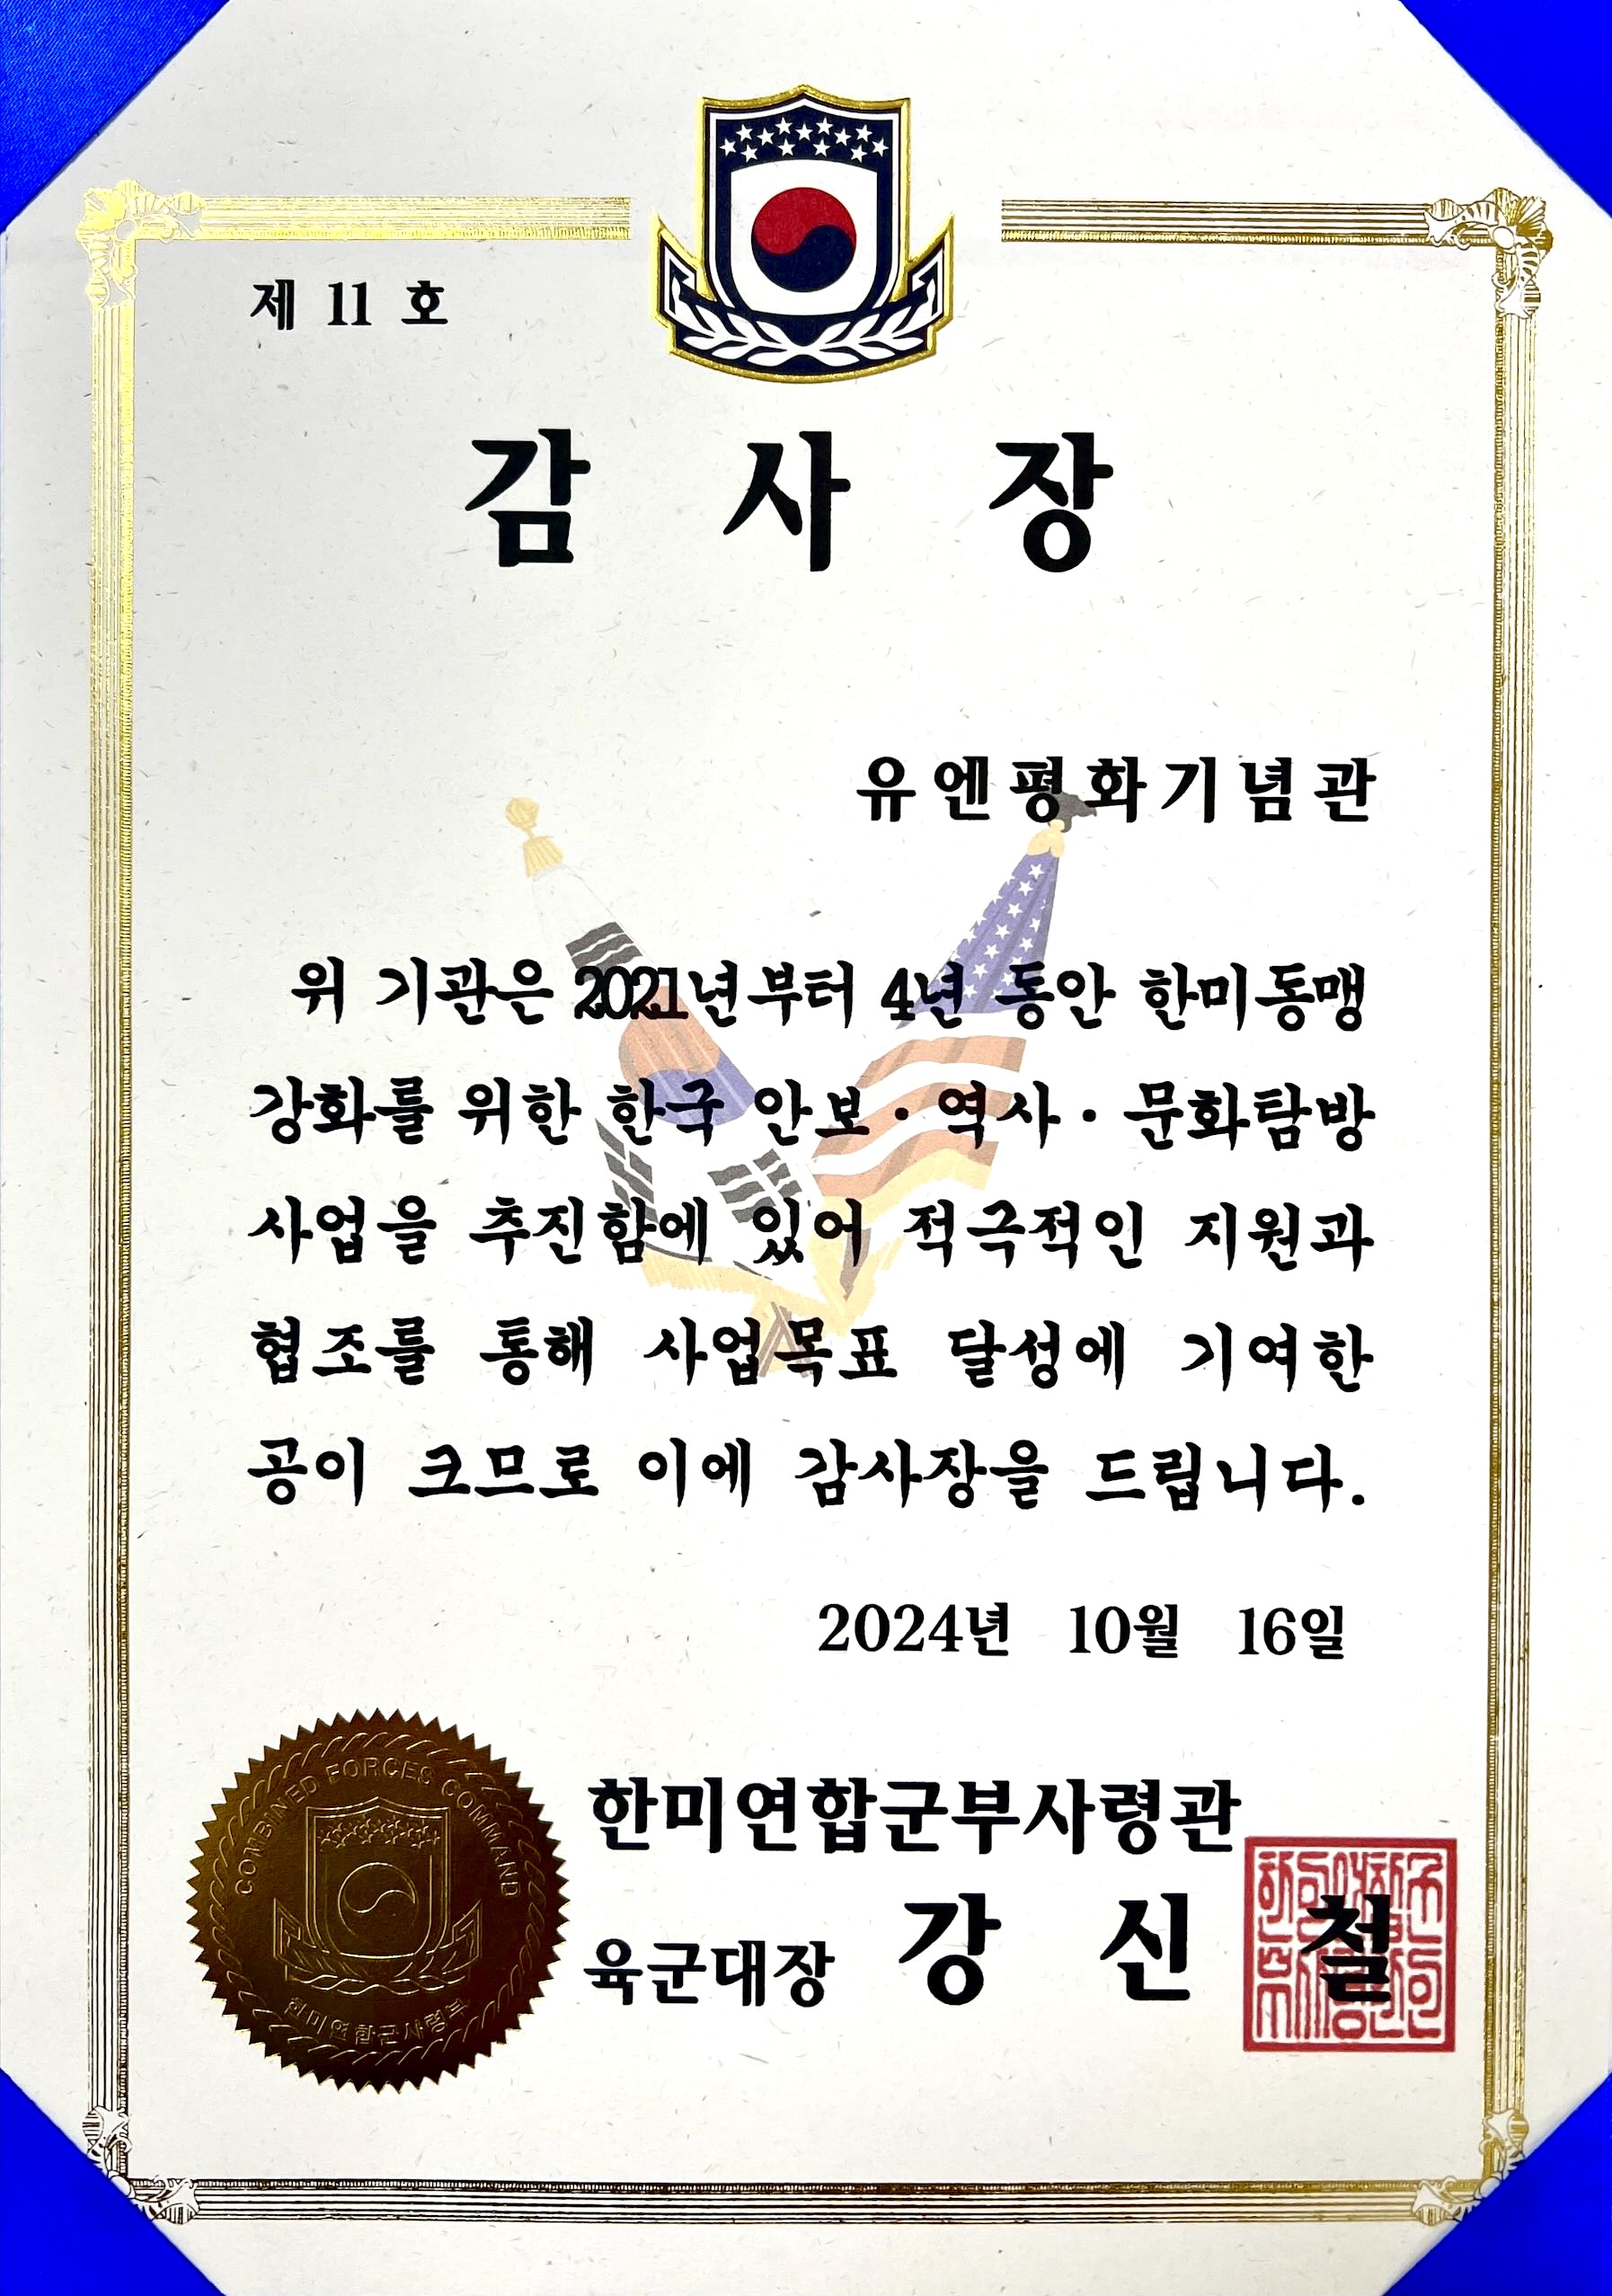 제 11 호
감 사 장
유엔평화기념관
위 기관은 2021년부터 4년 동안 한미동맹
강화를 위한 한국 안보·역사·문화탐방
사업을 추진함에 있어 적극적인 지원과
협조를 통해 사업목표 달성에 기여한
공이 크므로 이에 감사장을 드립니다.
2024년 10월 16일
한미연합군부사령관
육군대장 강 신 철
COMBINED FORCES COMMAND
한미연합군사령부